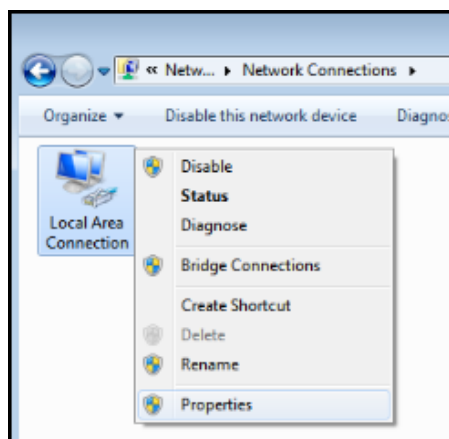 « Netw... ▸ Network Connections ▸
Organize ▾ Disable this network device Diagnos
Local Area
Connection
Disable
Status
Diagnose
Bridge Connections
Create Shortcut
Delete
Rename
Properties